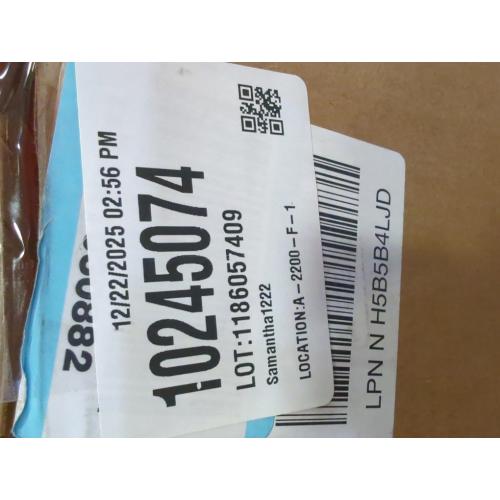 12/22/2025 02:56 PM
10245074
LOT:1186057409
Samantha1222
LOCATION:A-2200-F-1
LPN N H5B5B4LJD